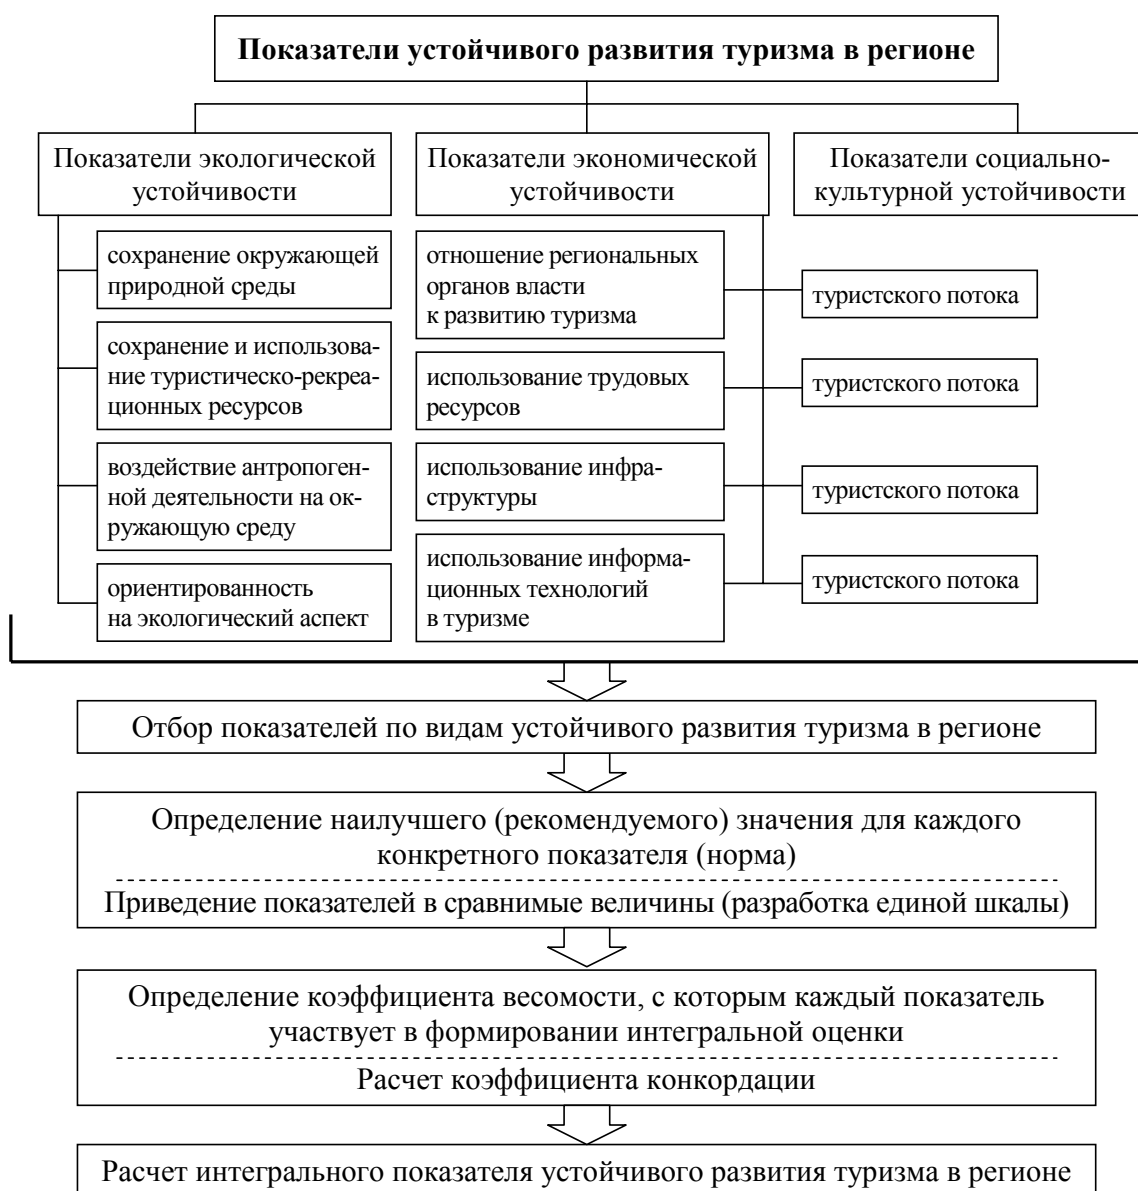 Показатели устойчивого развития туризма в регионе
Показатели экологической
устойчивости
Показатели экономической
устойчивости
Показатели социально-
культурной устойчивости
сохранение окружающей
природной среды
сохранение и использова-
ние туристическо-рекреа-
ционных ресурсов
воздействие антропоген-
ной деятельности на ок-
ружающую среду
ориентированность
на экологический аспект
отношение региональных
органов власти
к развитию туризма
использование трудовых
ресурсов
использование инфра-
структуры
использование информа-
ционных технологий
в туризме
туристского потока
туристского потока
туристского потока
туристского потока
Отбор показателей по видам устойчивого развития туризма в регионе
Определение наилучшего (рекомендуемого) значения для каждого
конкретного показателя (норма)
Приведение показателей в сравнимые величины (разработка единой шкалы)
Определение коэффициента весомости, с которым каждый показатель
участвует в формировании интегральной оценки
Расчет коэффициента конкордации
Расчет интегрального показателя устойчивого развития туризма в регионе